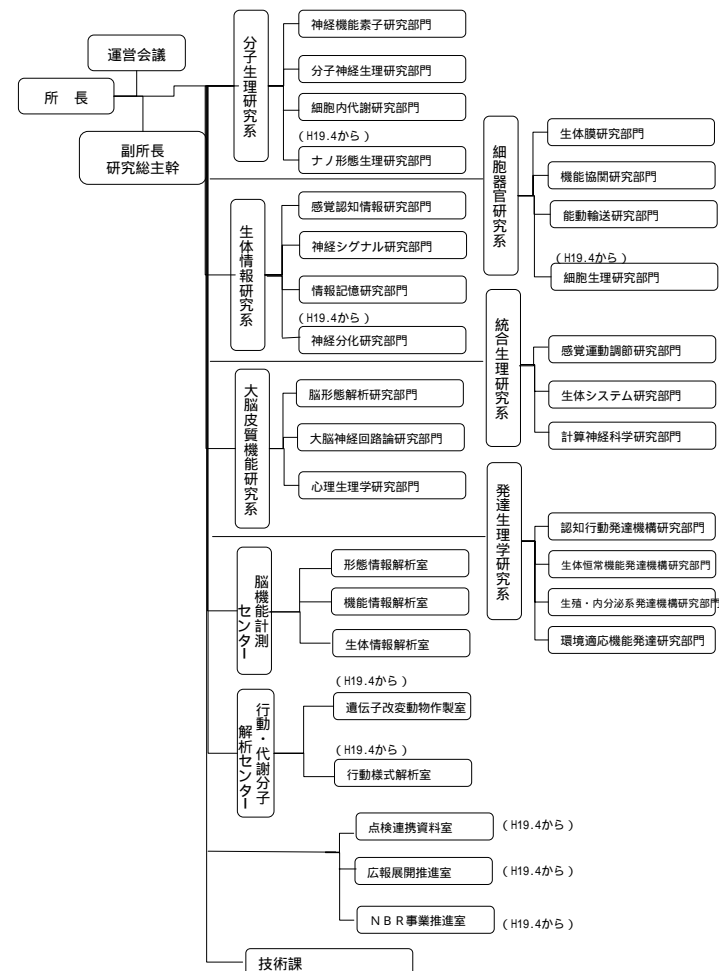 運営会議
所　長
副所長
研究総主幹
分子生理研究系
神経機能素子研究部門
分子神経生理研究部門
細胞内代謝研究部門
(H19.4から)
ナノ形態生理研究部門
細胞器官研究系
生体膜研究部門
機能協関研究部門
能動輸送研究部門
(H19.4から)
細胞生理研究部門
生体情報研究系
感覚認知情報研究部門
神経シグナル研究部門
情報記憶研究部門
(H19.4から)
神経分化研究部門
統合生理研究系
感覚運動調節研究部門
生体システム研究部門
計算神経科学研究部門
大脳皮質機能研究系
脳形態解析研究部門
大脳神経回路論研究部門
心理生理学研究部門
発達生理学研究系
認知行動発達機構研究部門
生体恒常機能発達機構研究部門
生殖・内分泌系発達機構研究部門
環境適応機能発達研究部門
脳機能計測
センター
形態情報解析室
機能情報解析室
生体情報解析室
行動・代謝分子
解析センター
(H19.4から)
遺伝子改変動物作製室
(H19.4から)
行動様式解析室
点検連携資料室 (H19.4から)
広報展開推進室 (H19.4から)
ＮＢＲ事業推進室 (H19.4から)
技術課